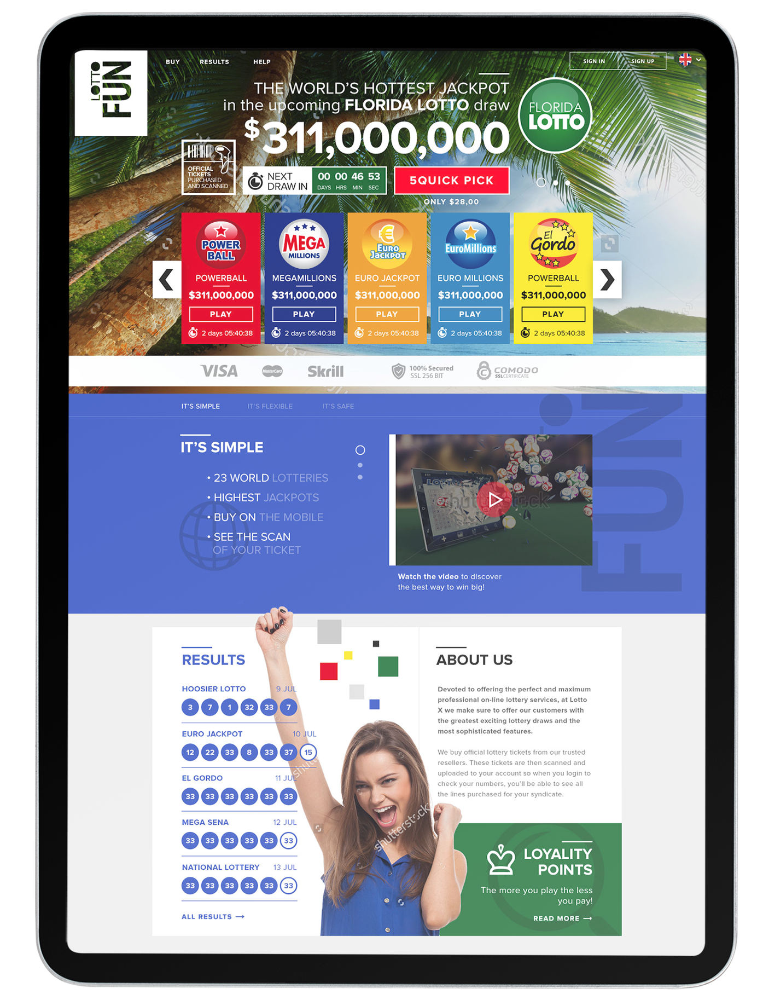 LOTTO
FUN
BUY RESULTS HELP
SIGN IN SIGN UP
THE WORLD'S HOTTEST JACKPOT
in the upcoming FLORIDA LOTTO draw
$311,000,000
FLORIDA
LOTTO
OFFICIAL
TICKETS
PURCHASED
AND SCANNED
NEXT
DRAW IN
00 00 46 53
DAYS HRS MIN SEC
5QUICK PICK
ONLY $28,00
POWER
BALL
POWERBALL
$311,000,000
PLAY
2 days 05:40:38
MEGA
MILLIONS
MEGAMILLIONS
$311,000,000
PLAY
2 days 05:40:38
EURO
JACKPOT
EURO JACKPOT
$311,000,000
PLAY
2 days 05:40:38
EuroMillions
EURO MILLIONS
$311,000,000
PLAY
2 days 05:40:38
El
Gordo
POWERBALL
$311,000,000
PLAY
2 days 05:40:38
VISA
MasterCard
Skrill
100% Secured
SSL 256 BIT
COMODO
SSLCERTIFICATE
IT'S SIMPLE IT'S FLEXIBLE IT'S SAFE
IT'S SIMPLE
• 23 WORLD LOTTERIES
• HIGHEST JACKPOTS
• BUY ON THE MOBILE
• SEE THE SCAN
OF YOUR TICKET
shutterstock
Watch the video to discover
the best way to win big!
FUN
RESULTS
HOOSIER LOTTO 9 JUL
3 7 1 32 33 7
EURO JACKPOT 10 JUL
12 22 33 8 33 37 15
EL GORDO 11 JUL
33 33 33 33 33 33
MEGA SENA 12 JUL
33 33 33 33 33 33
NATIONAL LOTTERY 13 JUL
33 33 33 33 33 33
ALL RESULTS →
shutterstock
ABOUT US
Devoted to offering the perfect and maximum
professional on-line lottery services, at Lotto
X we make sure to offer our customers with
the greatest exciting lottery draws and the
most sophisticated features.
We buy official lottery tickets from our trusted
resellers. These tickets are then scanned and
uploaded to your account so when you login to
check your numbers, you'll be able to see all
the lines purchased for your syndicate.
LOYALITY
POINTS
The more you play the less
you pay!
READ MORE →